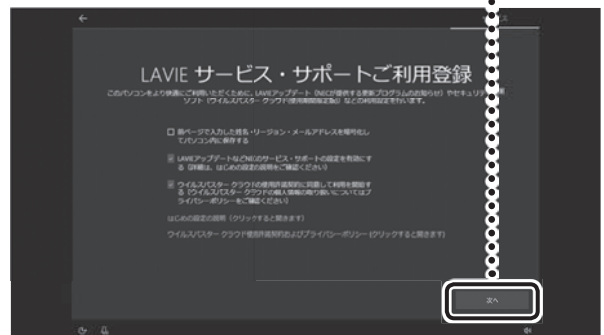 LAVIE サービス・サポートご利用登録
このパソコンをより快適にご利用いただくために、LAVIEアップデート（NECが提供する更新プログラムのお知らせ）やセキュリティ
ソフト（ウイルスバスター クラウド使用期間限定版）などの利用設定を行います。
前ページで入力した姓名・リージョン・メールアドレスを暗号化し
てパソコン内に保存する
LAVIEアップデートなどNECのサービス・サポートの設定を有効にす
る（詳細は、はじめの設定の説明をご確認ください）
ウイルスバスター クラウドの使用許諾契約に同意して利用を開始す
る（ウイルスバスター クラウドの個人情報の取り扱いについてはプ
ライバシーポリシーをご確認ください）
はじめの設定の説明（クリックすると開きます）
ウイルスバスター クラウド使用許諾契約およびプライバシーポリシー（クリックすると開きます）
次へ